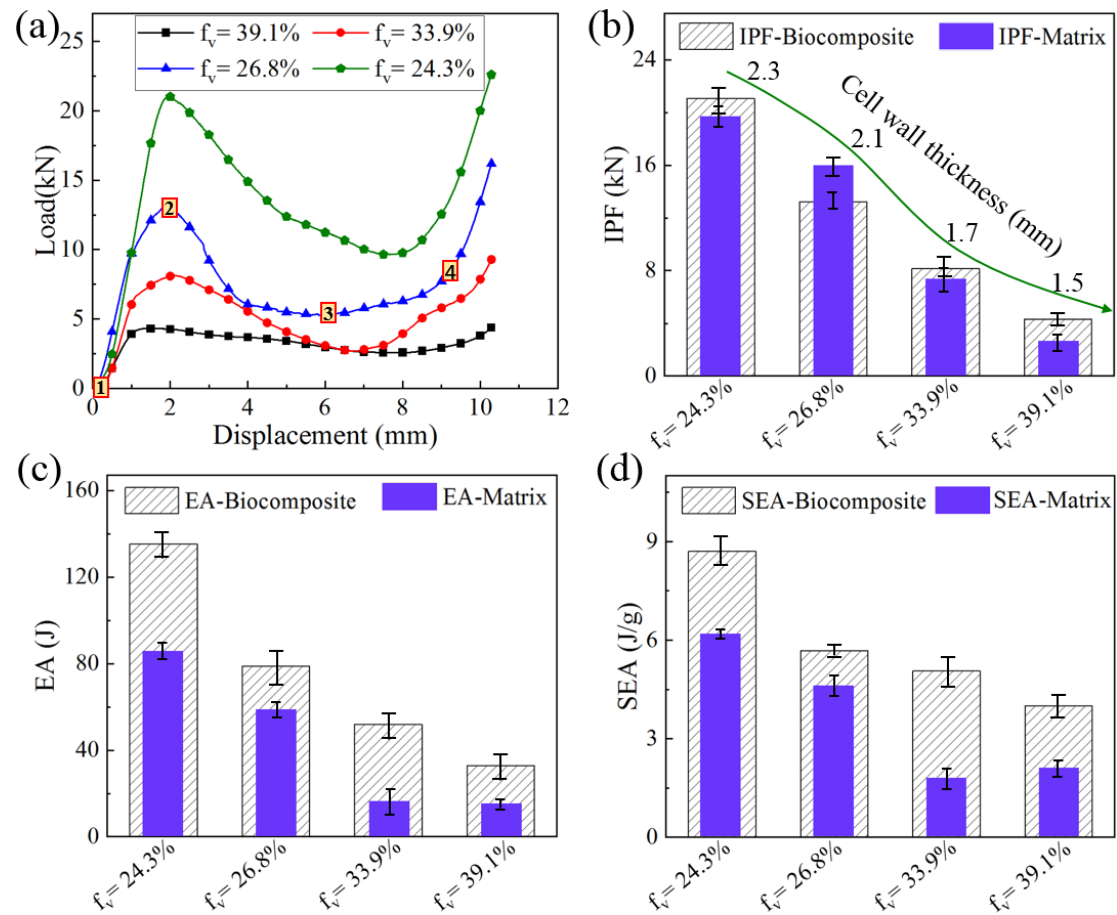 (a)
f_v= 39.1% f_v= 33.9%
f_v= 26.8% f_v= 24.3%
25
20
15
10
5
0
Load(kN)
1
2
3
4
0 2 4 6 8 10 12
Displacement (mm)
(b)
IPF-Biocomposite IPF-Matrix
24
16
8
0
IPF (kN)
2.3
2.1
1.7
1.5
Cell wall thickness (mm)
f_v= 24.3%
f_v= 26.8%
f_v= 33.9%
f_v= 39.1%
(c)
EA-Biocomposite EA-Matrix
160
120
80
40
0
EA (J)
f_v= 24.3%
f_v= 26.8%
f_v= 33.9%
f_v= 39.1%
(d)
SEA-Biocomposite SEA-Matrix
9
6
3
0
SEA (J/g)
f_v= 24.3%
f_v= 26.8%
f_v= 33.9%
f_v= 39.1%